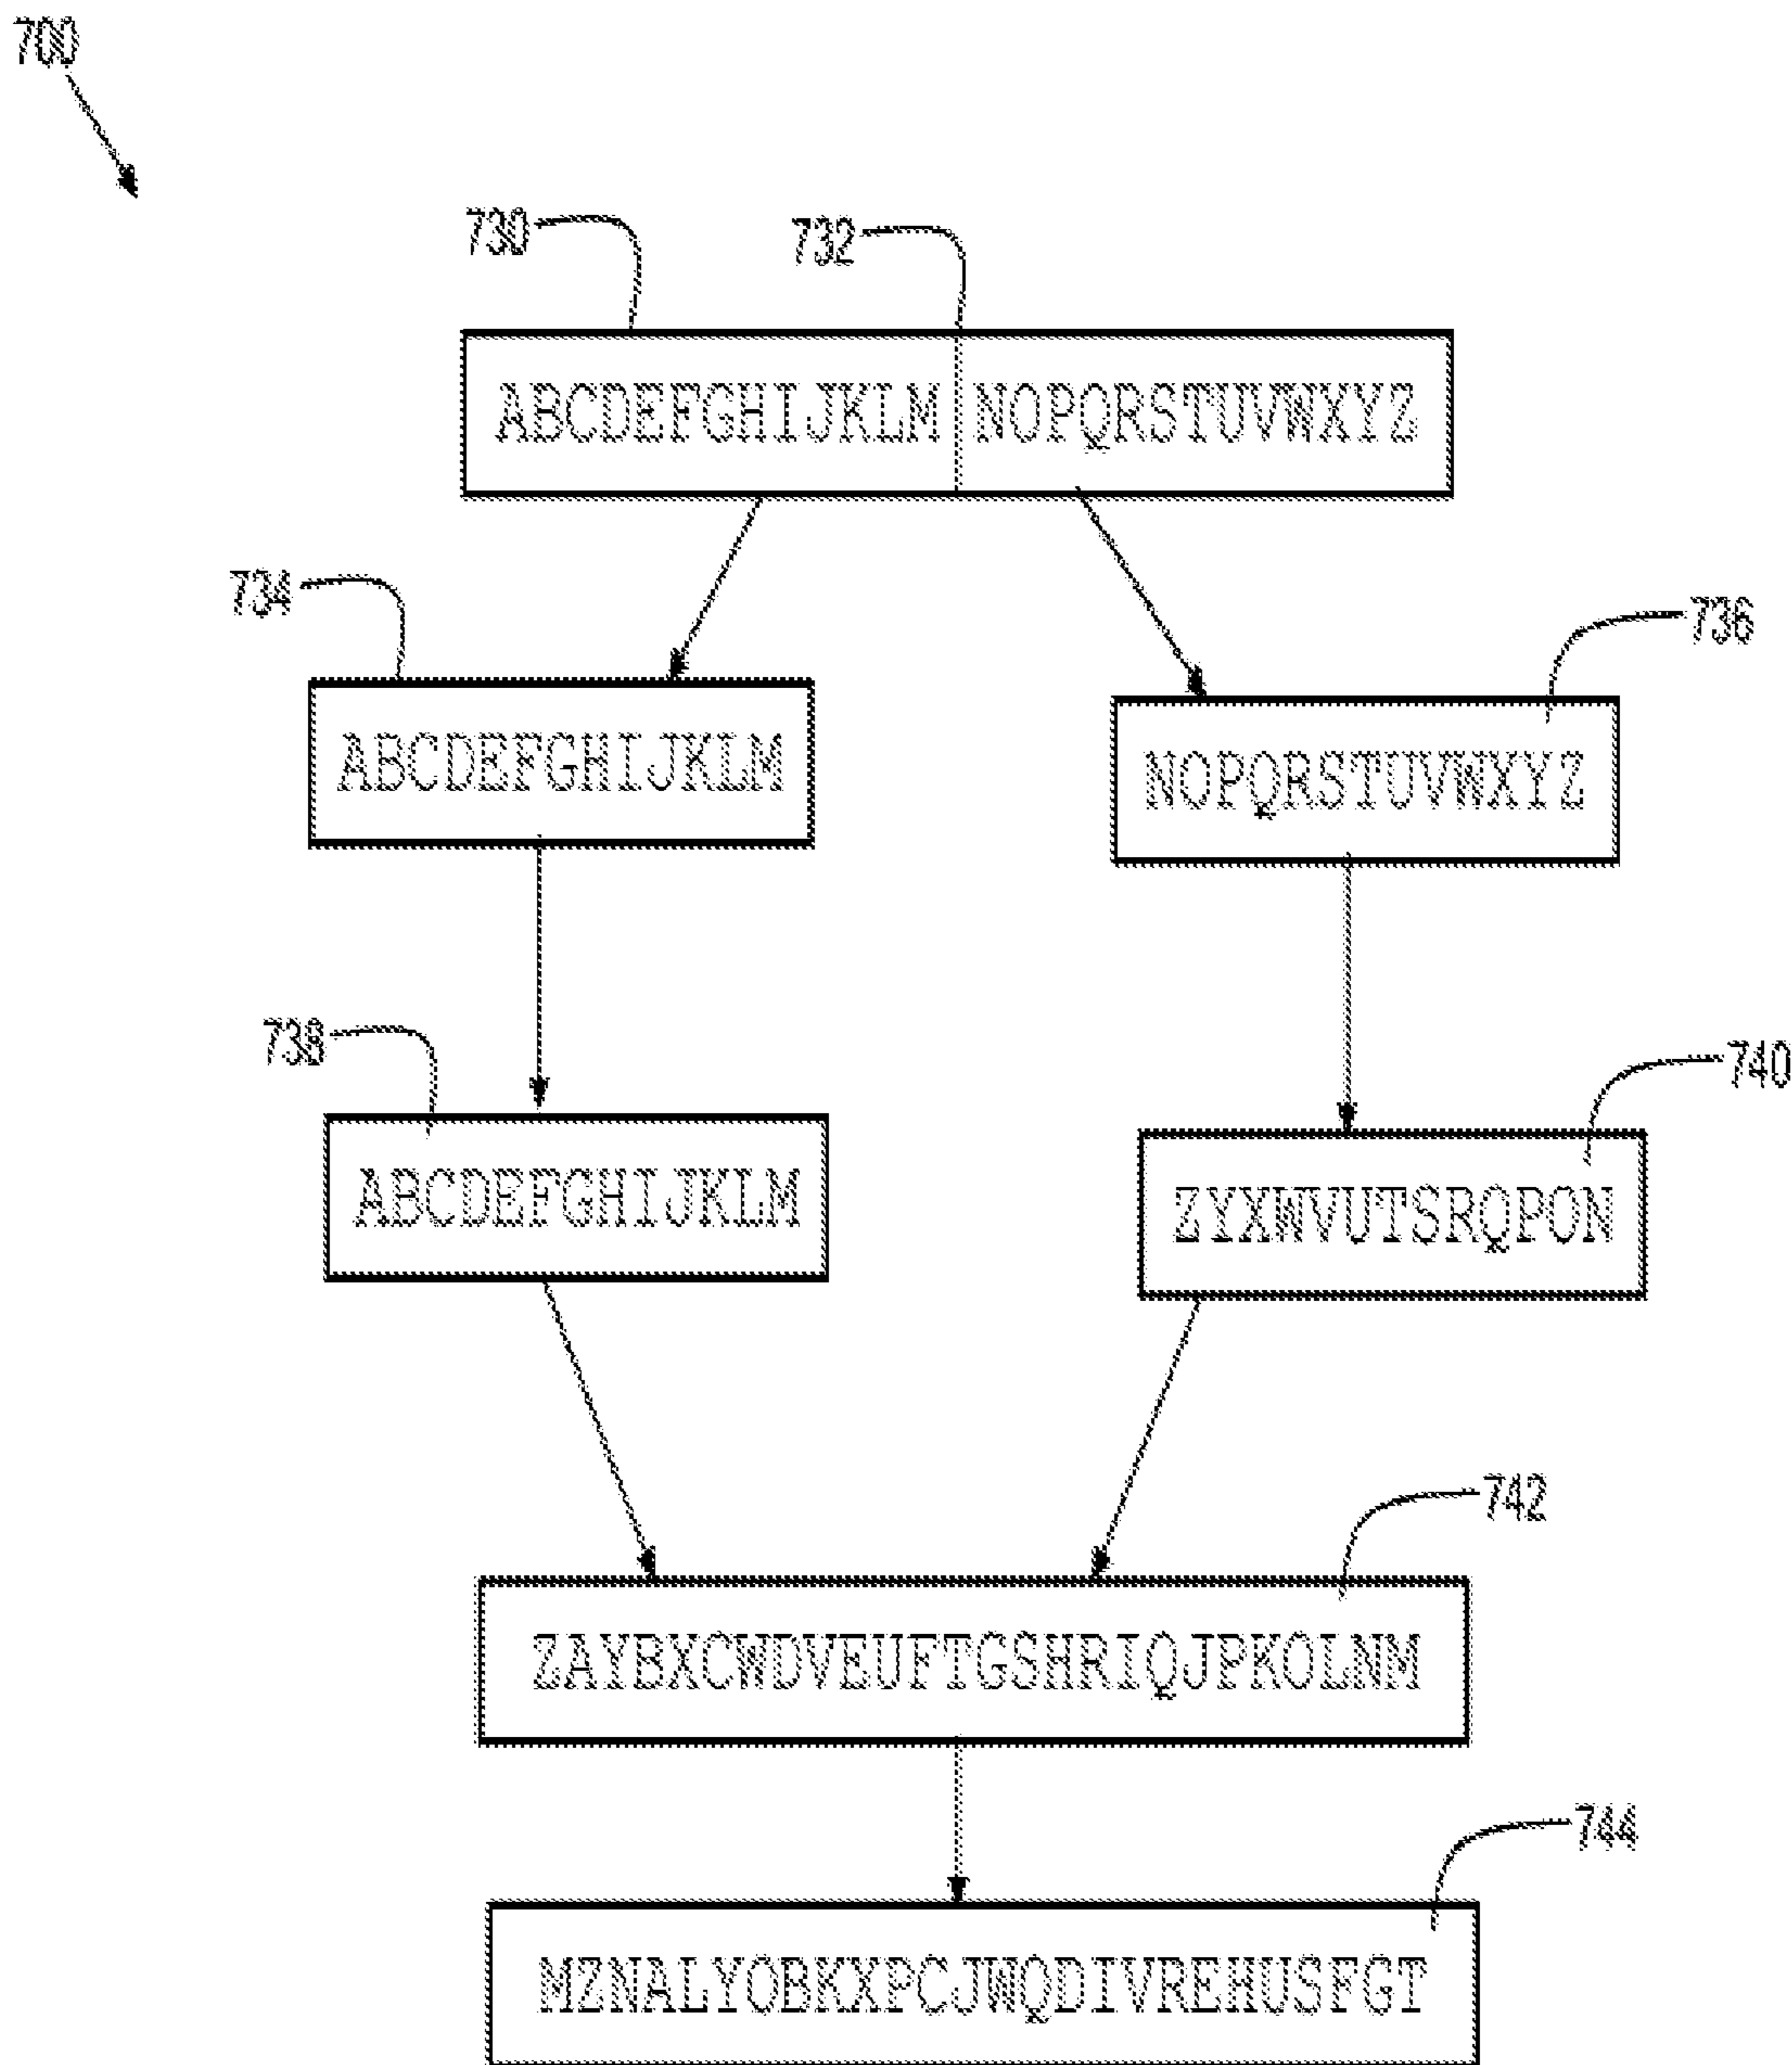 700
730
732
ABCDEFGHIJKLM NOPQRSTUVWXYZ
734
736
ABCDEFGHIJKLM
NOPQRSTUVWXYZ
738
740
ABCDEFGHIJKLM
ZYXWVUTSRQPON
742
ZAYBXCWDVEUFTGSHRIQJPKOLNM
744
MZNALYOBKXPCJWQDIVREHUSFGT